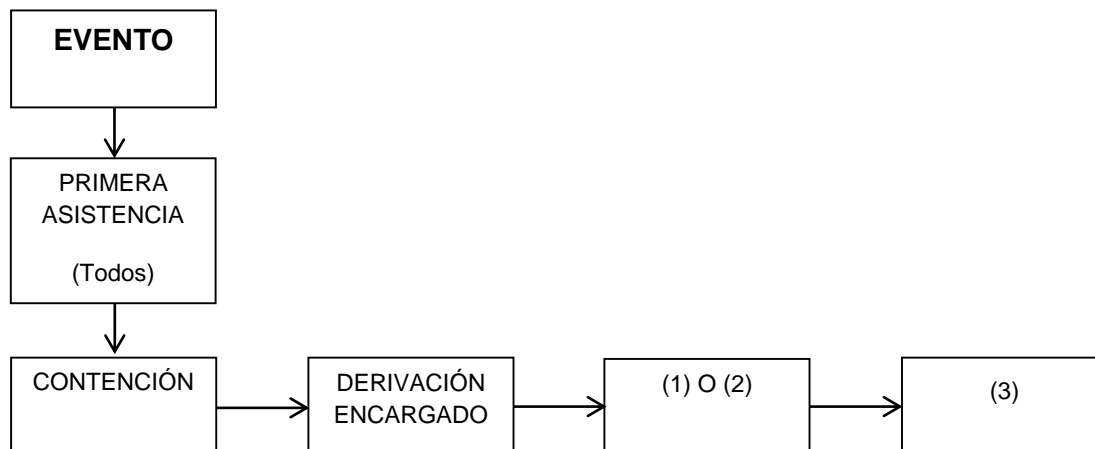 EVENTO
PRIMERA
ASISTENCIA
(Todos)
CONTENCIÓN
DERIVACIÓN
ENCARGADO
(1) O (2)
(3)